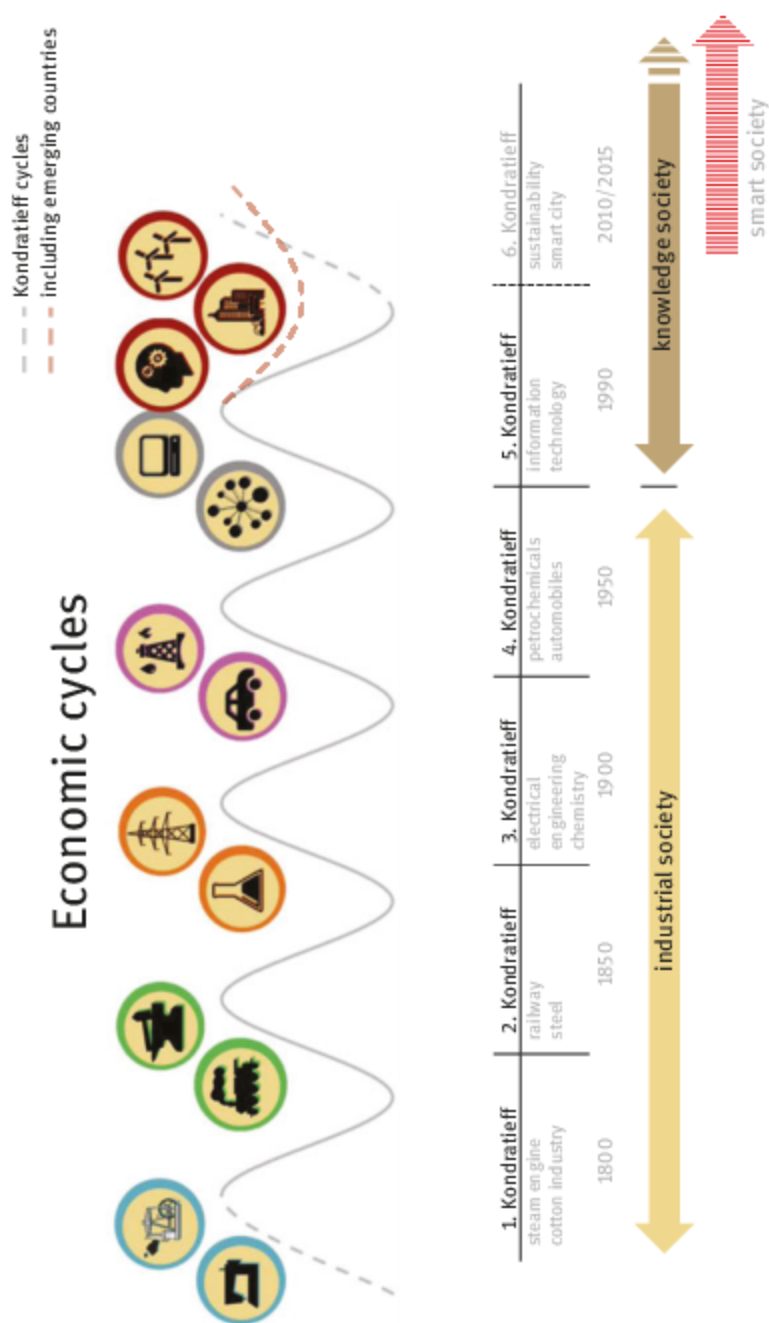 Economic cycles
Kondratieff cycles
including emerging countries
1. Kondratieff
steam engine
cotton industry
1800
2. Kondratieff
railway
steel
1850
3. Kondratieff
electrical
engineering
chemistry
1900
4. Kondratieff
petrochemicals
automobiles
1950
5. Kondratieff
information
technology
1990
6. Kondratieff
sustainability
smart city
2010/2015
industrial society
knowledge society
smart society